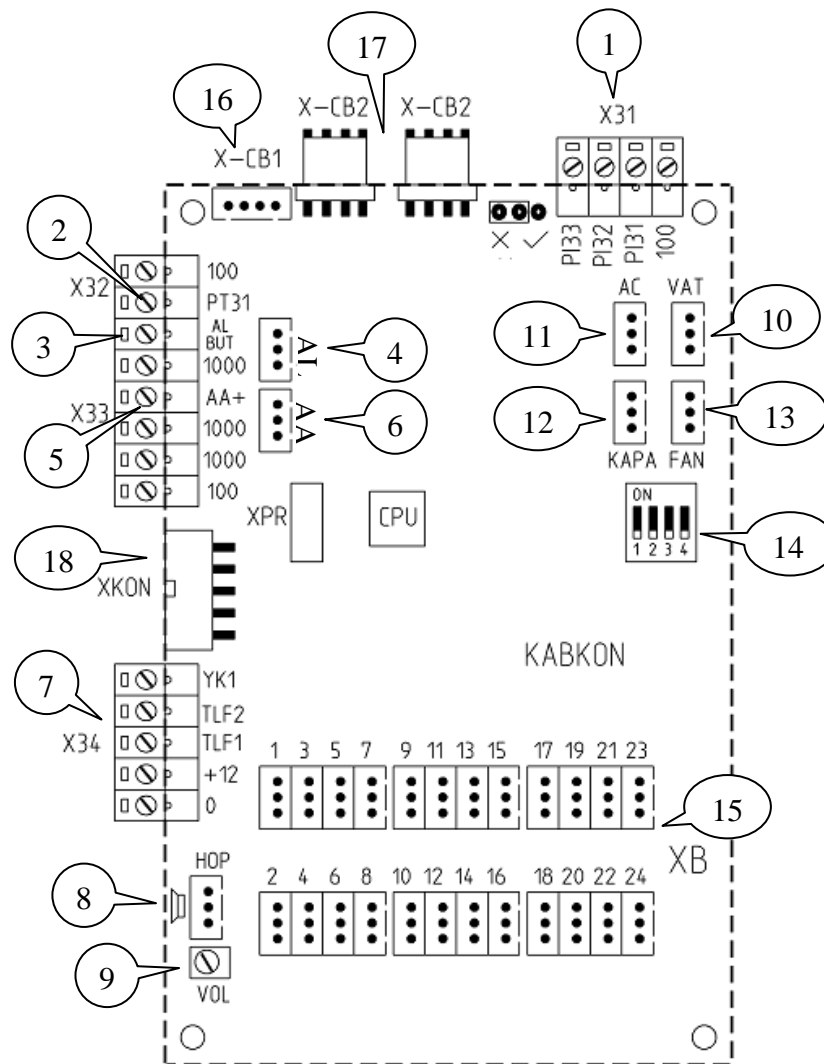 1
17
16
X-CB2
X-CB2
X31
X-CB1
PI33
PI32
PI31
100
2
X32
100
PT31
AL
BUT
1000
3
4
AC
VAT
11
10
X33
AA+
1000
1000
100
5
AA
6
12
13
KAPA
FAN
XPR
CPU
ON
1 2 3 4
14
18
XKON
KABKON
7
X34
YK1
TLF2
TLF1
+12
0
1 3 5 7 9 11 13 15 17 19 21 23
15
XB
HOP
8
2 4 6 8 10 12 14 16 18 20 22 24
9
VOL